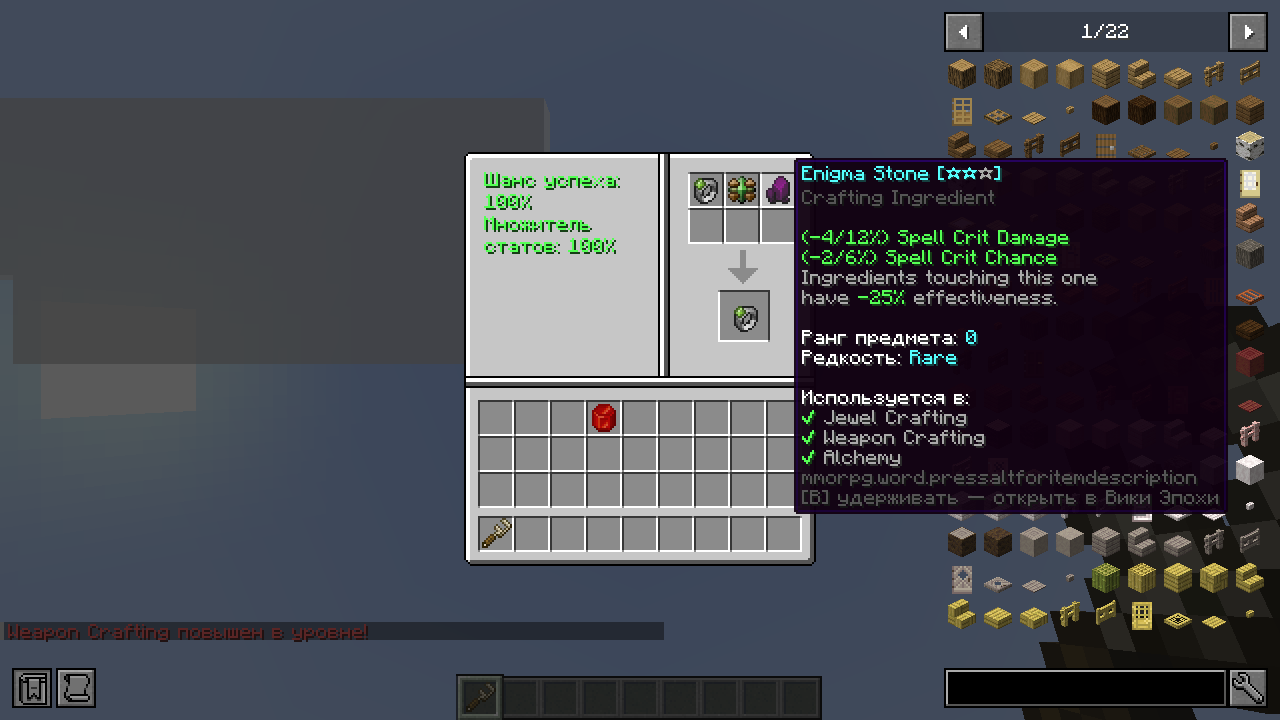 1/22
Шанс успеха:
100%
Множитель
статов: 100%
Enigma Stone [★★☆]
Crafting Ingredient
(-4/12%) Spell Crit Damage
(-2/6%) Spell Crit Chance
Ingredients touching this one
have -25% effectiveness.
Ранг предмета: 0
Редкость: Rare
Используется в:
✓ Jewel Crafting
✓ Weapon Crafting
✓ Alchemy
mmorpg.word.pressaltforitemdescription
[B] удерживать — открыть в Вики Эпохи
Weapon Crafting повышен в уровне!